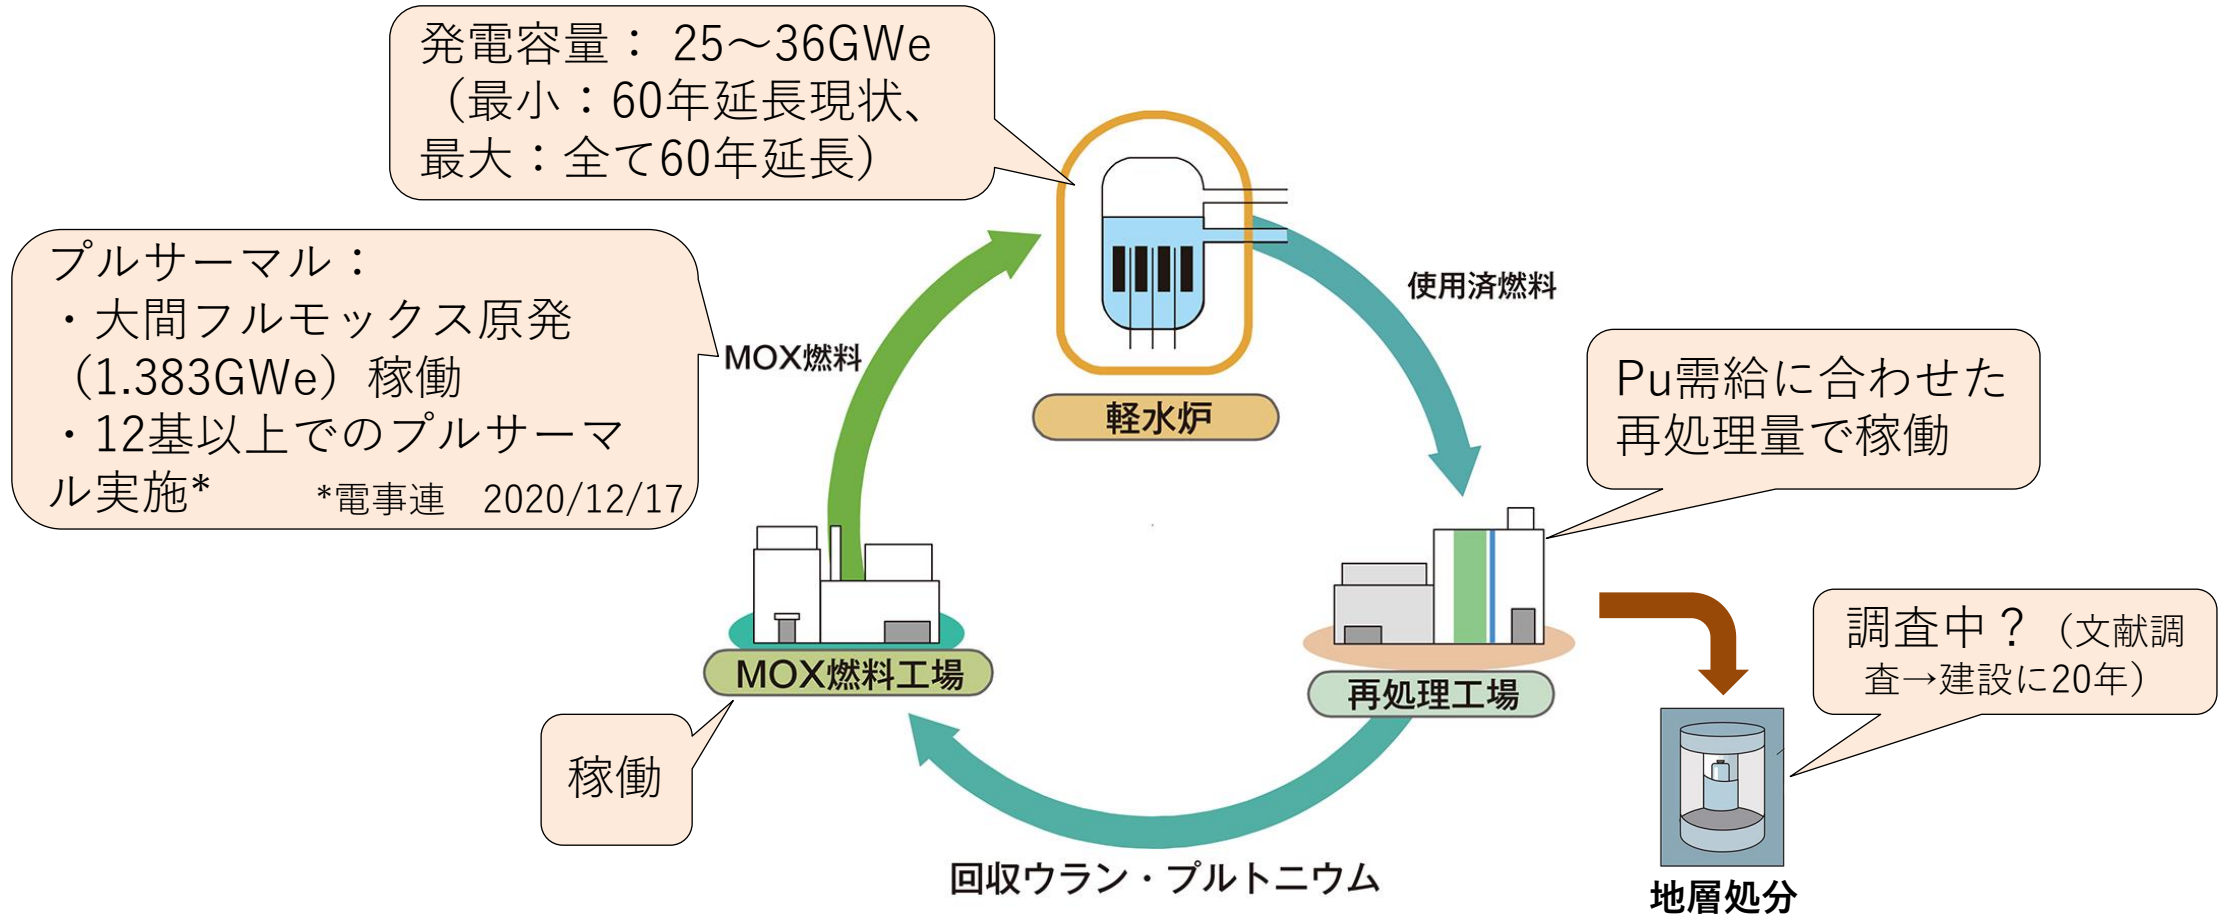 発電容量： 25～36GWe
（最小：60年延長現状、
最大：全て60年延長）
プルサーマル：
・大間フルモックス原発
（1.383GWe）稼働
・12基以上でのプルサーマ
ル実施*
*電事連　2020/12/17
MOX燃料
使用済燃料
軽水炉
Pu需給に合わせた
再処理量で稼働
MOX燃料工場
再処理工場
調査中？（文献調
査→建設に20年）
稼働
回収ウラン・プルトニウム
地層処分